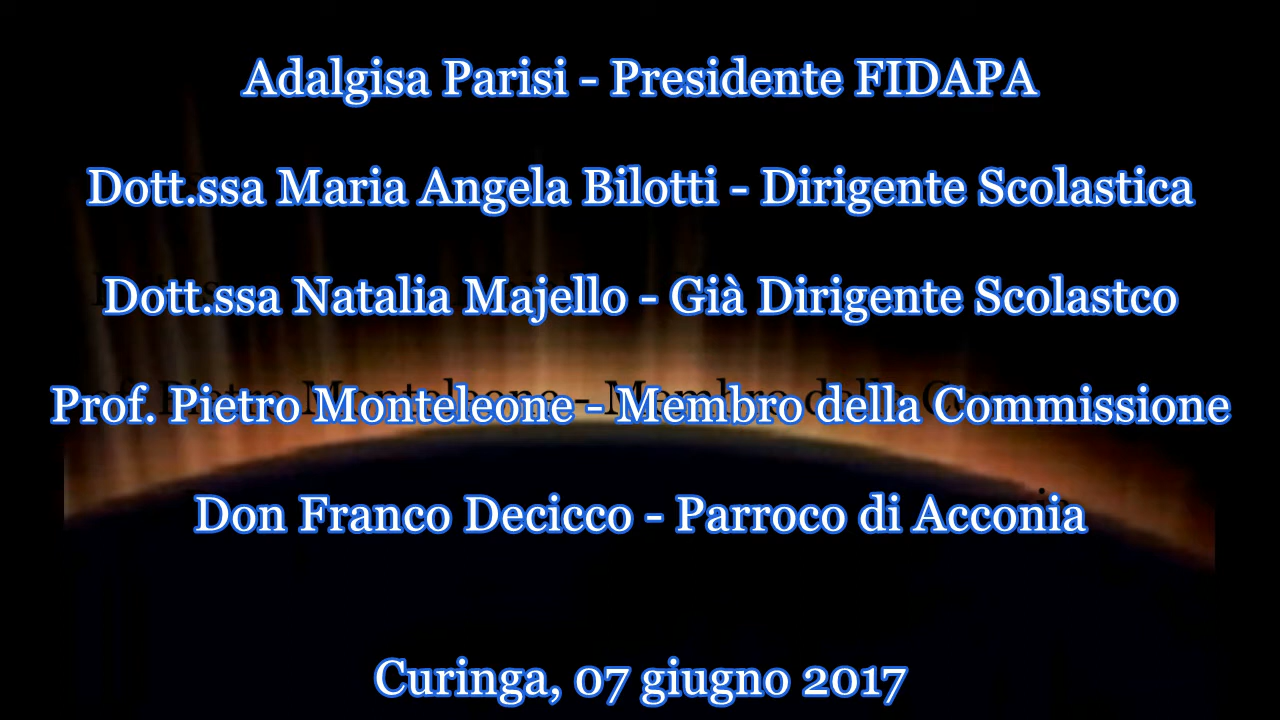 Adalgisa Parisi - Presidente FIDAPA
Dott.ssa Maria Angela Bilotti - Dirigente Scolastica
Dott.ssa Natalia Majello - Già Dirigente Scolastco
Prof. Pietro Monteleone - Membro della Commissione
Don Franco Decicco - Parroco di Acconia
Curinga, 07 giugno 2017